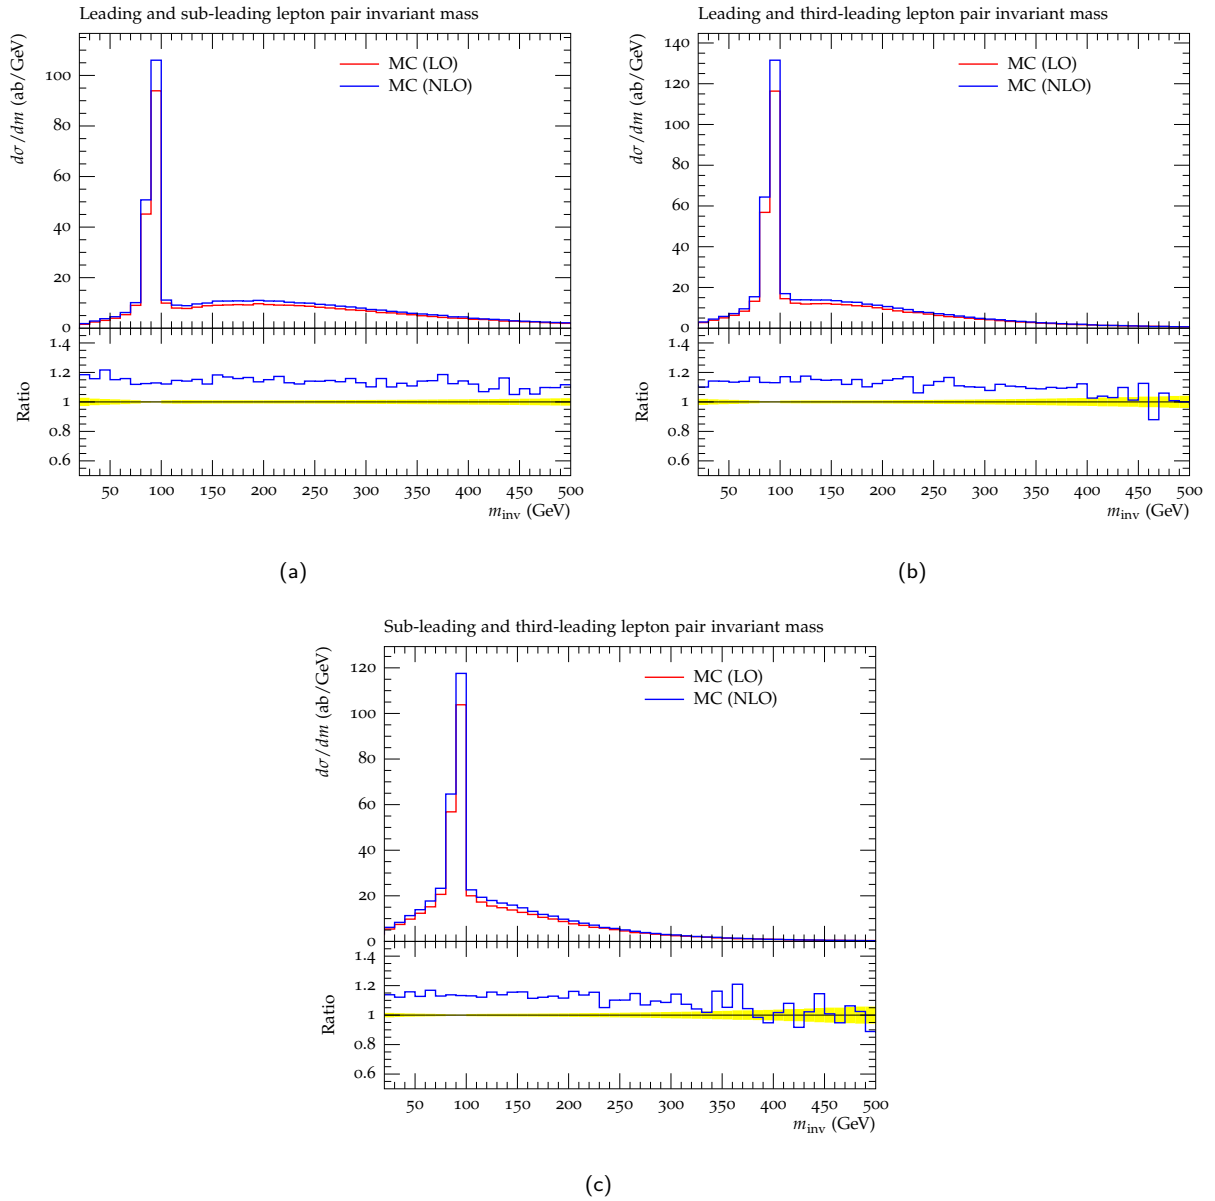 Leading and sub-leading lepton pair invariant mass
MC (LO)
MC (NLO)
dσ/dm (ab/GeV)
100
80
60
40
20
0
1.4
1.2
1
0.8
0.6
Ratio
50 100 150 200 250 300 350 400 450 500
m_inv (GeV)
(a)
Leading and third-leading lepton pair invariant mass
MC (LO)
MC (NLO)
dσ/dm (ab/GeV)
140
120
100
80
60
40
20
0
1.4
1.2
1
0.8
0.6
Ratio
50 100 150 200 250 300 350 400 450 500
m_inv (GeV)
(b)
Sub-leading and third-leading lepton pair invariant mass
MC (LO)
MC (NLO)
dσ/dm (ab/GeV)
120
100
80
60
40
20
0
1.4
1.2
1
0.8
0.6
Ratio
50 100 150 200 250 300 350 400 450 500
m_inv (GeV)
(c)